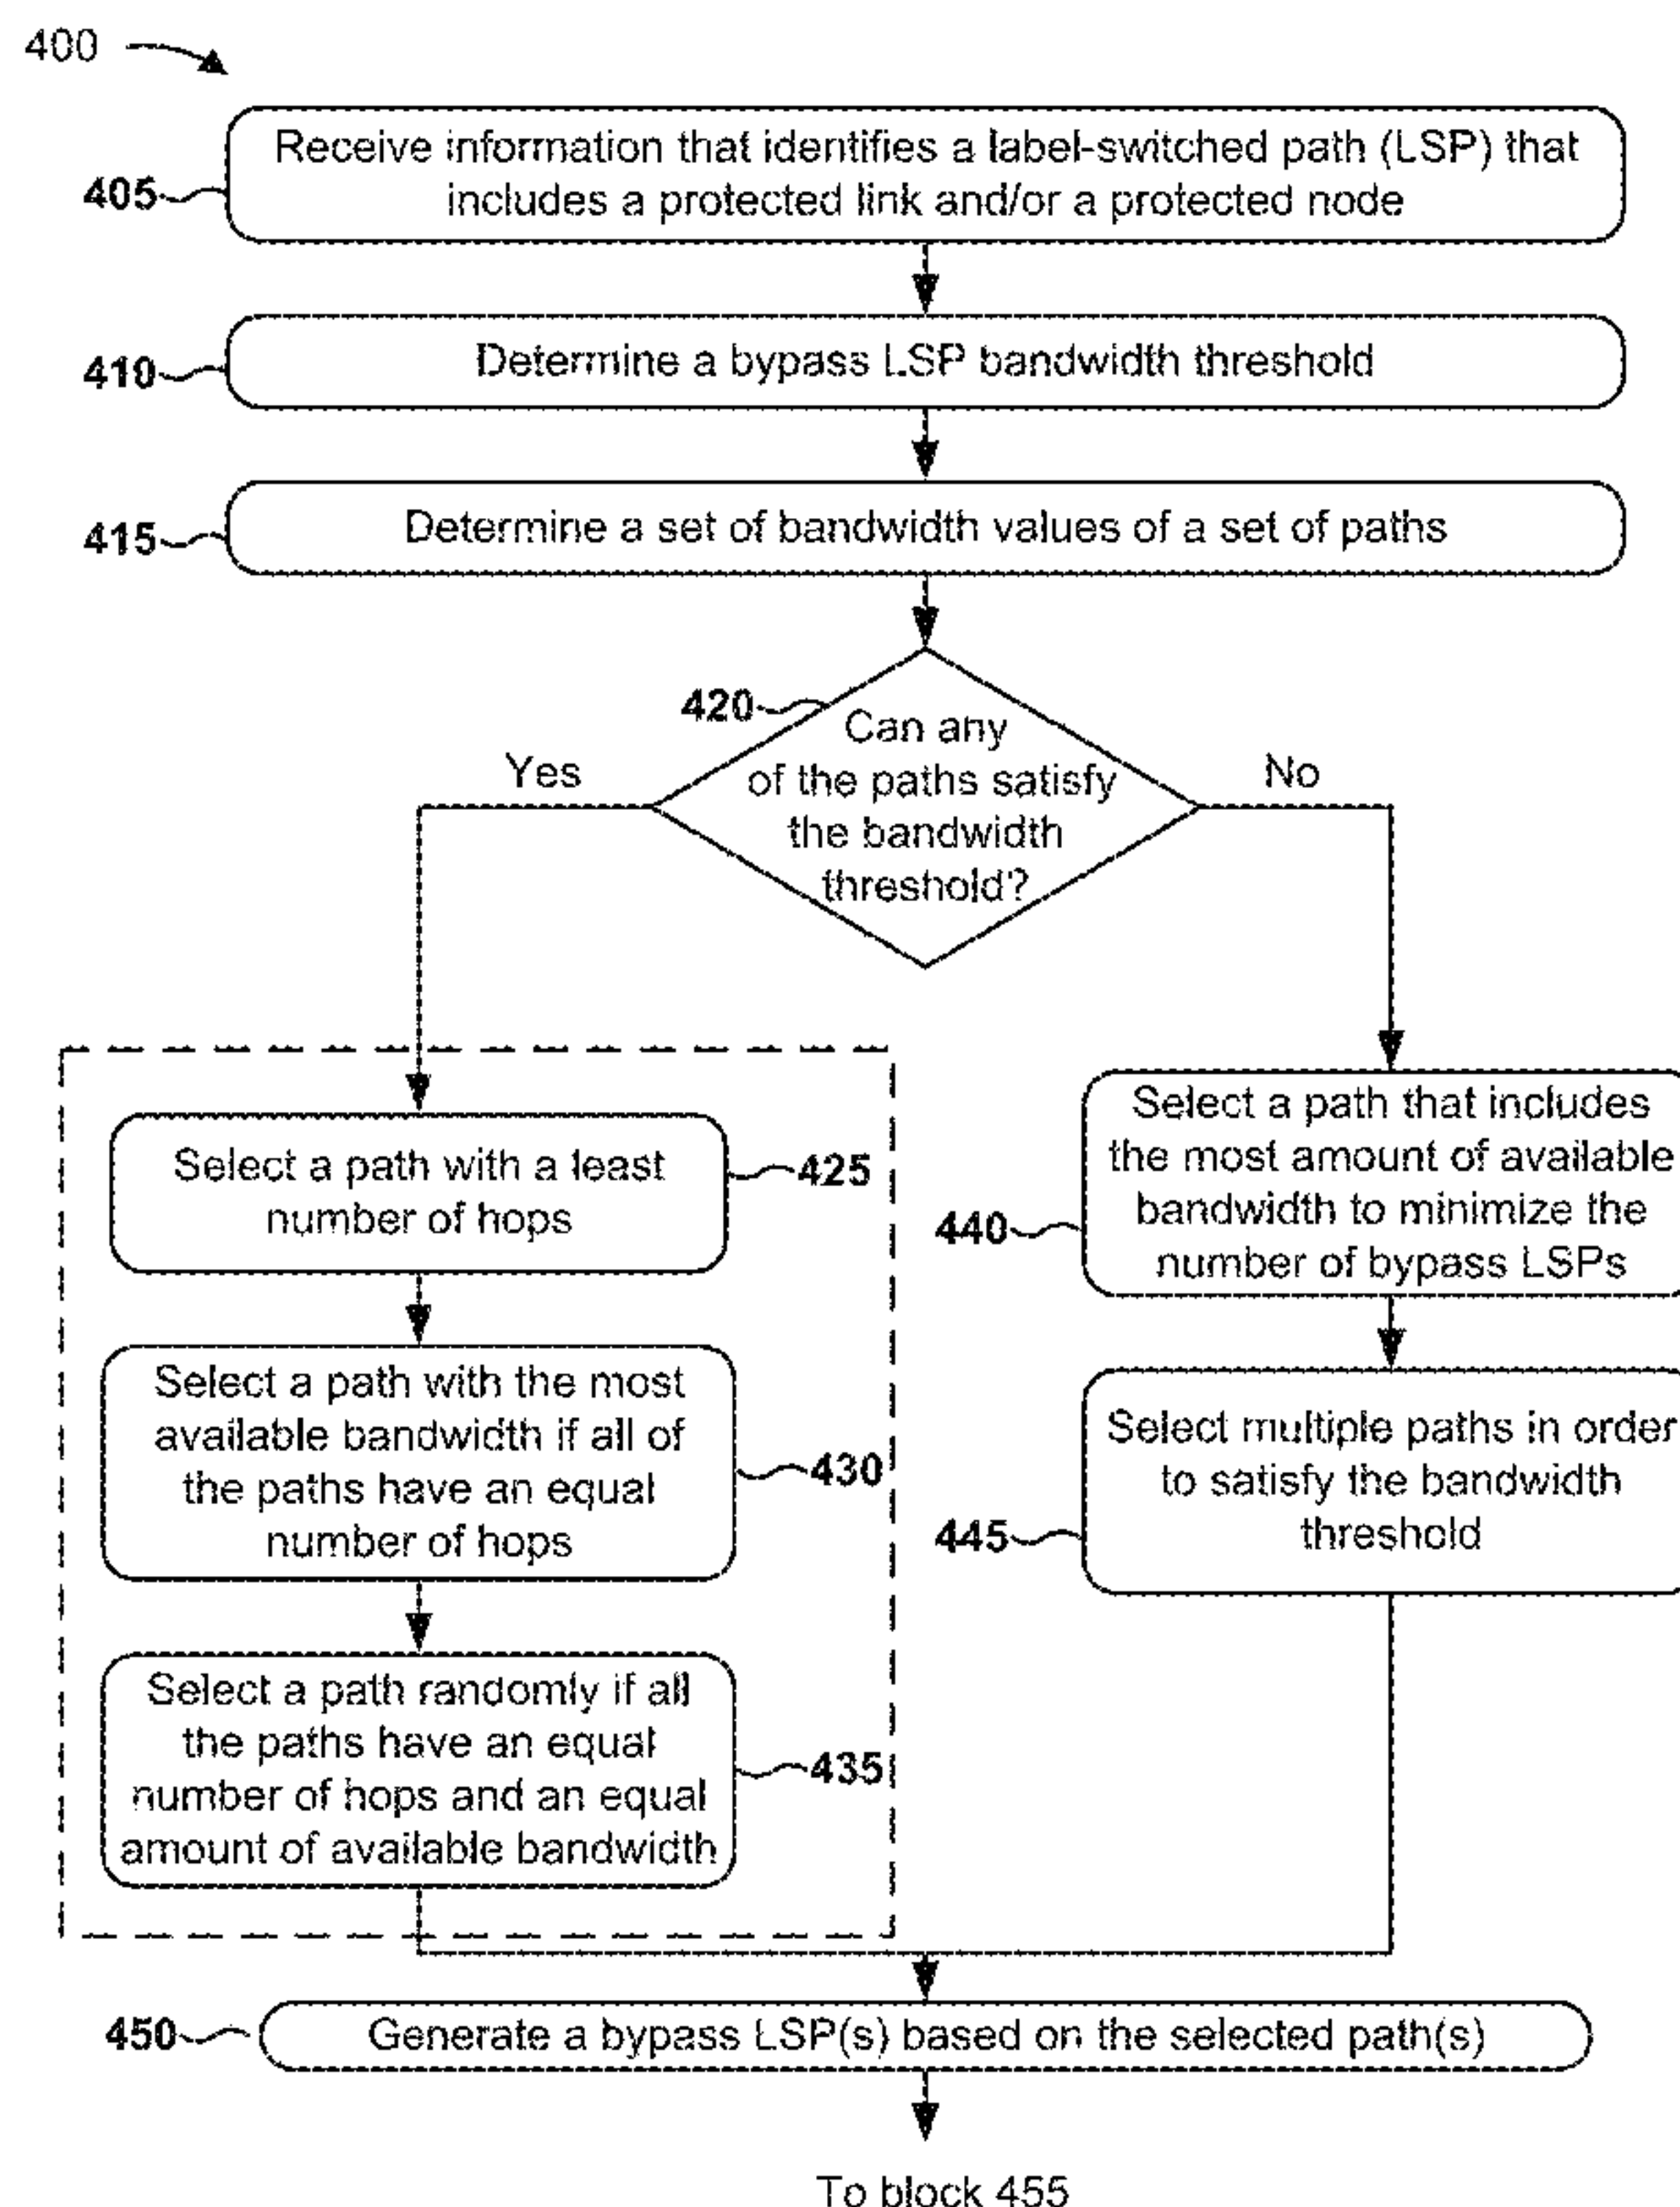 400
Receive information that identifies a label-switched path (LSP) that
includes a protected link and/or a protected node
405
Determine a bypass LSP bandwidth threshold
410
Determine a set of bandwidth values of a set of paths
415
420
Can any
of the paths satisfy
the bandwidth
threshold?
Yes
No
Select a path with a least
number of hops
425
Select a path with the most
available bandwidth if all of
the paths have an equal
number of hops
430
Select a path randomly if all
the paths have an equal
number of hops and an equal
amount of available bandwidth
435
Select a path that includes
the most amount of available
bandwidth to minimize the
number of bypass LSPs
440
Select multiple paths in order
to satisfy the bandwidth
threshold
445
450
Generate a bypass LSP(s) based on the selected path(s)
To block 455